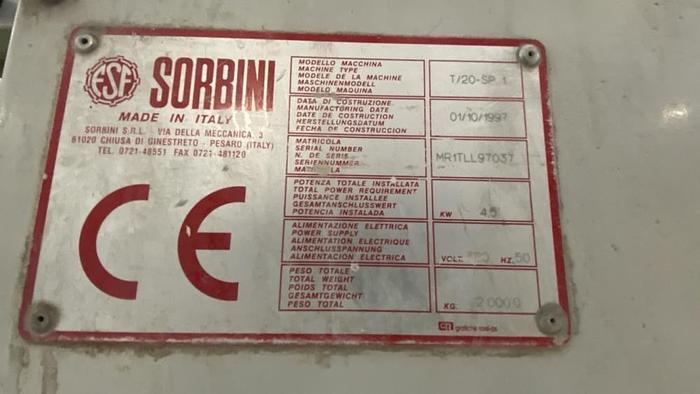 FSF SORBINI
MADE IN ITALY
SORBINI S.R.L. - VIA DELLA MECCANICA, 3
61020 CHIUSA DI GINESTRETO - PESARO (ITALY)
TEL. 0721-48551 FAX 0721-481120
CE
MODELLO MACCHINA
MACHINE TYPE
MODELE DE LA MACHINE
MASCHINENMODELL
MODELO MAQUINA
T/20-SP 1
DATA DI COSTRUZIONE
MANUFACTURING DATE
DATE DE COSTRUCTION
HERSTELLUNGSDATUM
FECHA DE CONSTRUCCION
01/10/1997
MATRICOLA
SERIAL NUMBER
N. DE SERIE
SERIENNUMMER
MR1TLL97037
POTENZA TOTALE INSTALLATA
TOTAL POWER REQUIREMENT
PUISSANCE INSTALLEE
GESAMTANSCHLUSSWERT
POTENCIA INSTALADA
KW 4.5
ALIMENTAZIONE ELETTRICA
POWER SUPPLY
ALIMENTATION ELECTRIQUE
ANSCHLUSSPANNUNG
ALIMENTACION ELECTRICA
VOLT HZ. 50
PESO TOTALE
TOTAL WEIGHT
POIDS TOTAL
GESAMTGEWICHT
PESO TOTAL
KG.